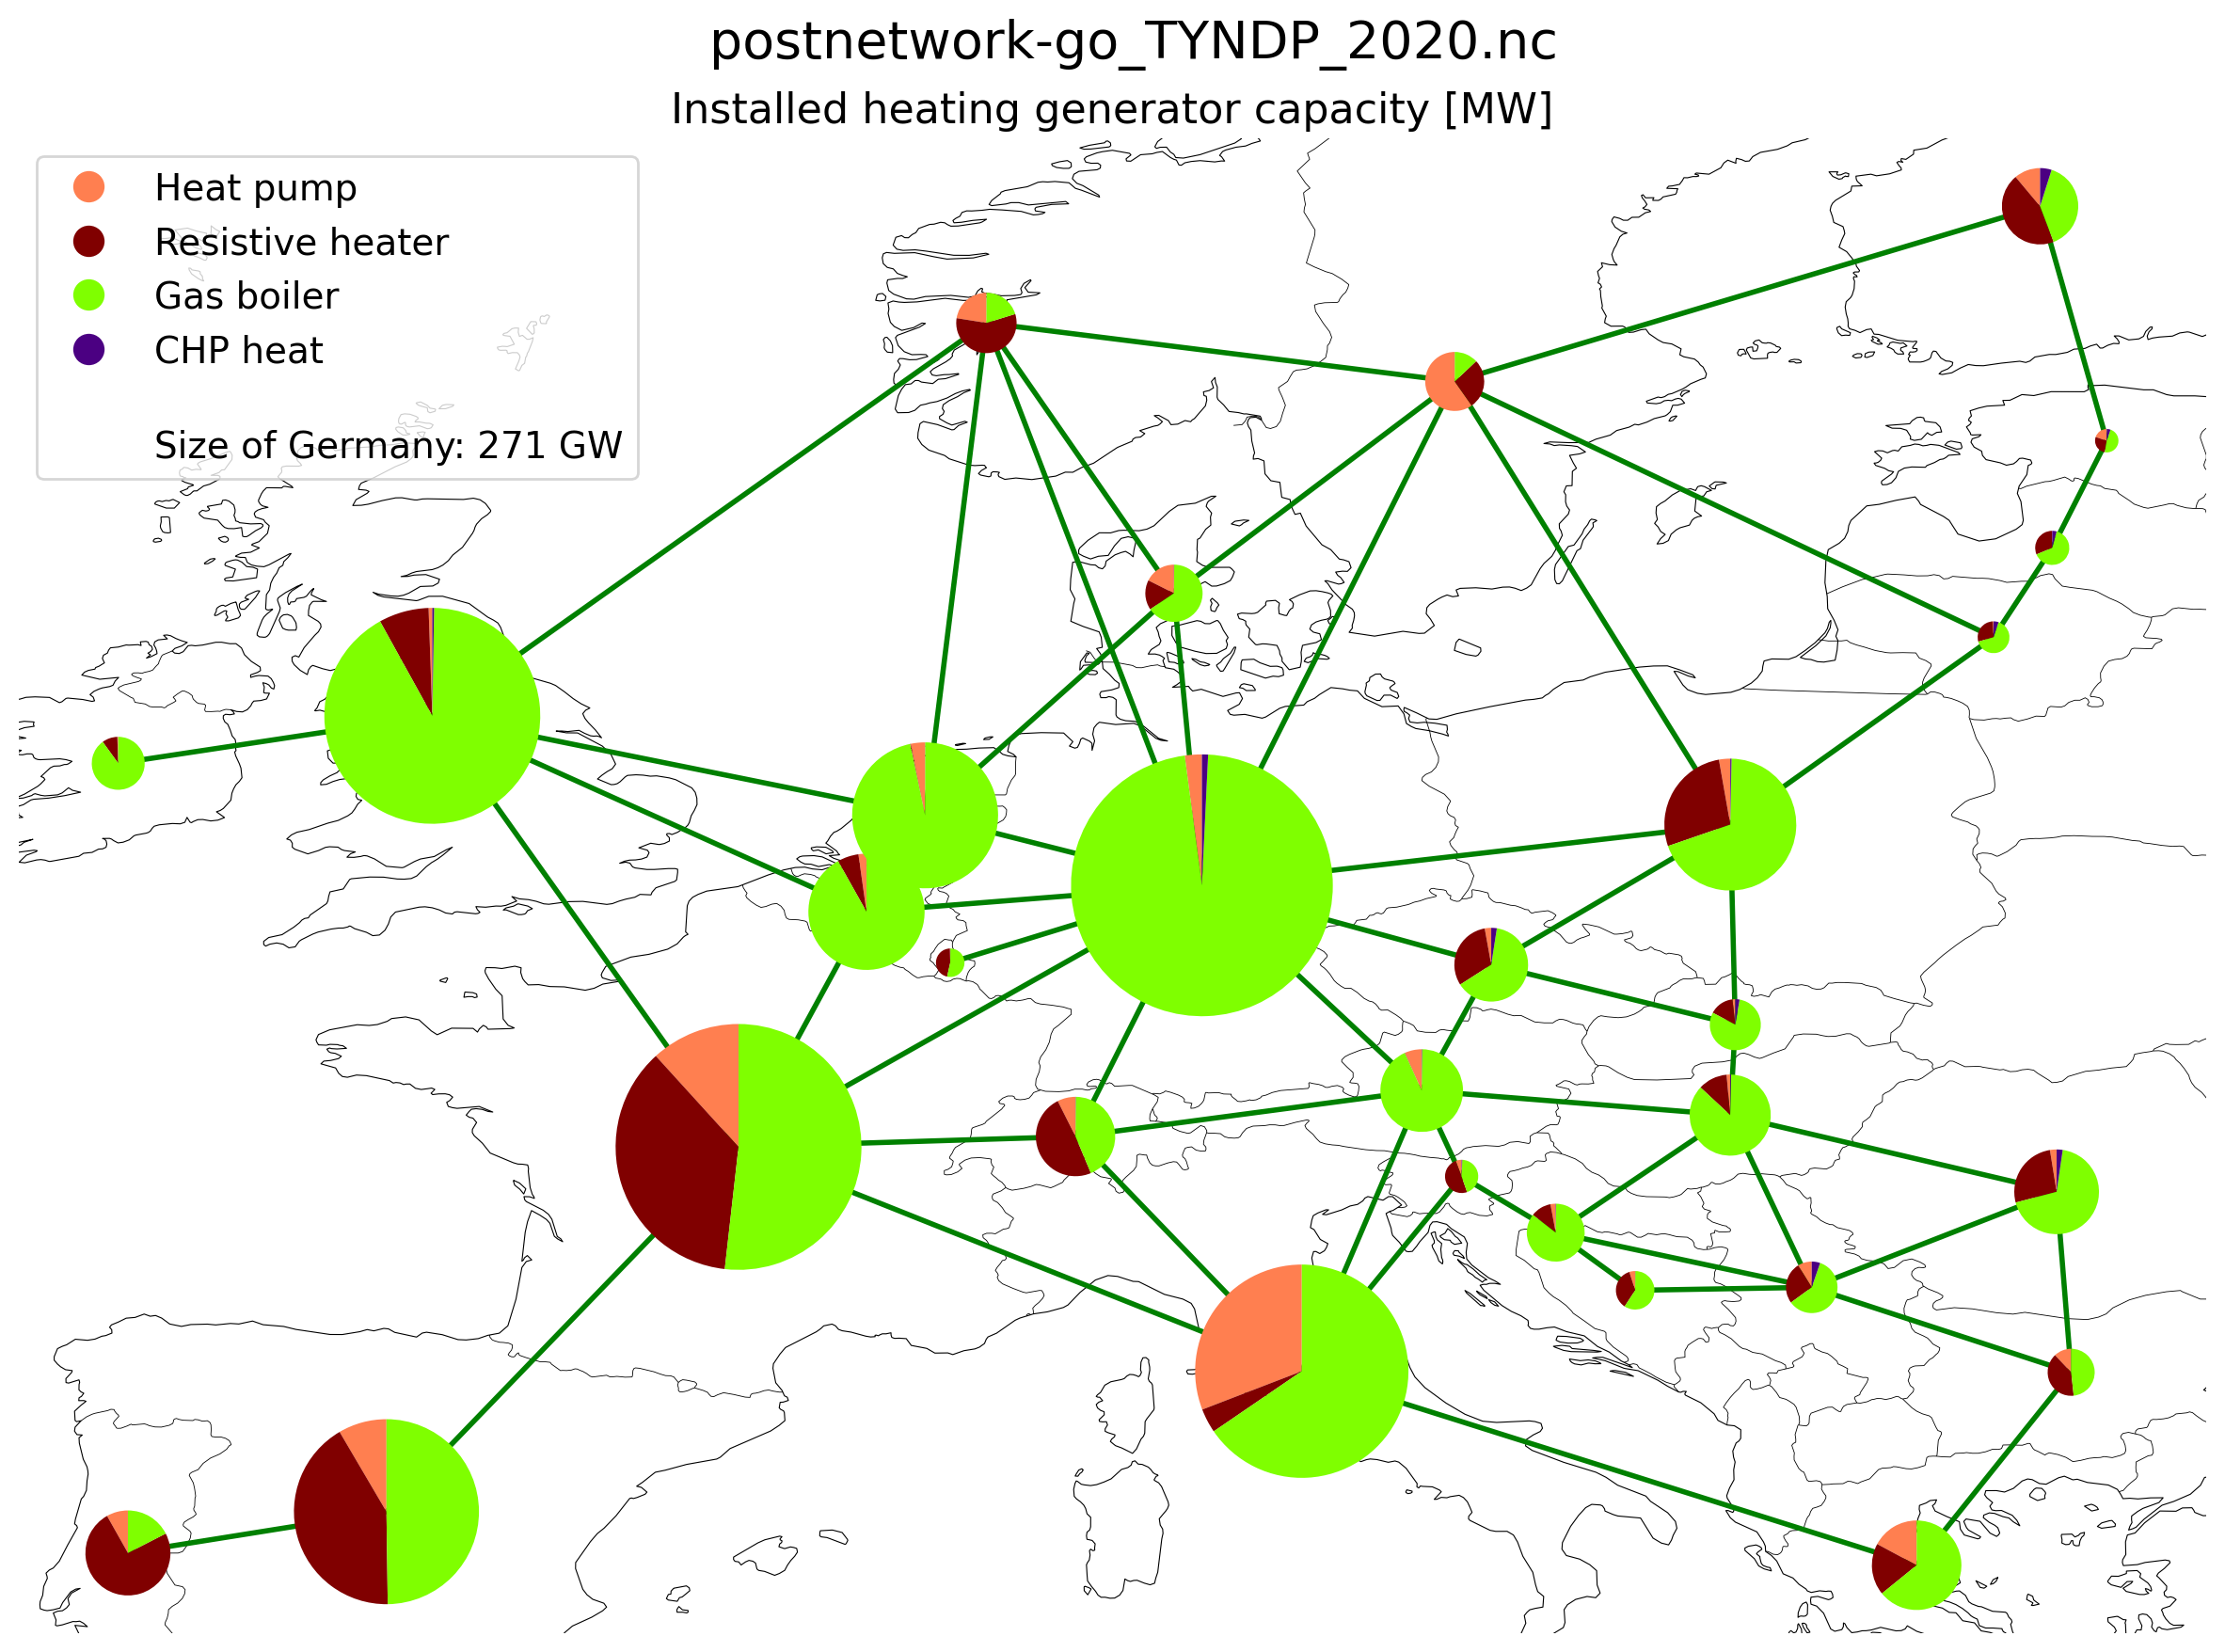 postnetwork-go_TYNDP_2020.nc
Installed heating generator capacity [MW]
Heat pump
Resistive heater
Gas boiler
CHP heat
Size of Germany: 271 GW